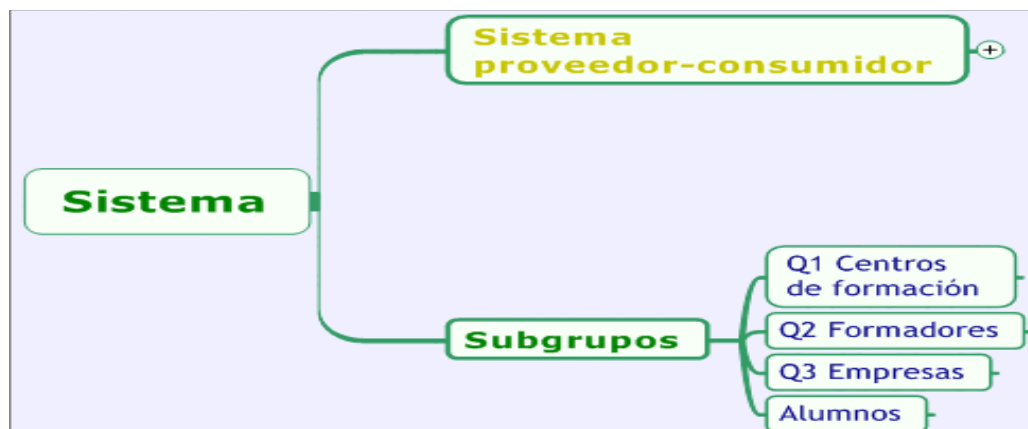 Sistema
proveedor-consumidor
Sistema
Subgrupos
Q1 Centros
de formación
Q2 Formadores
Q3 Empresas
Alumnos